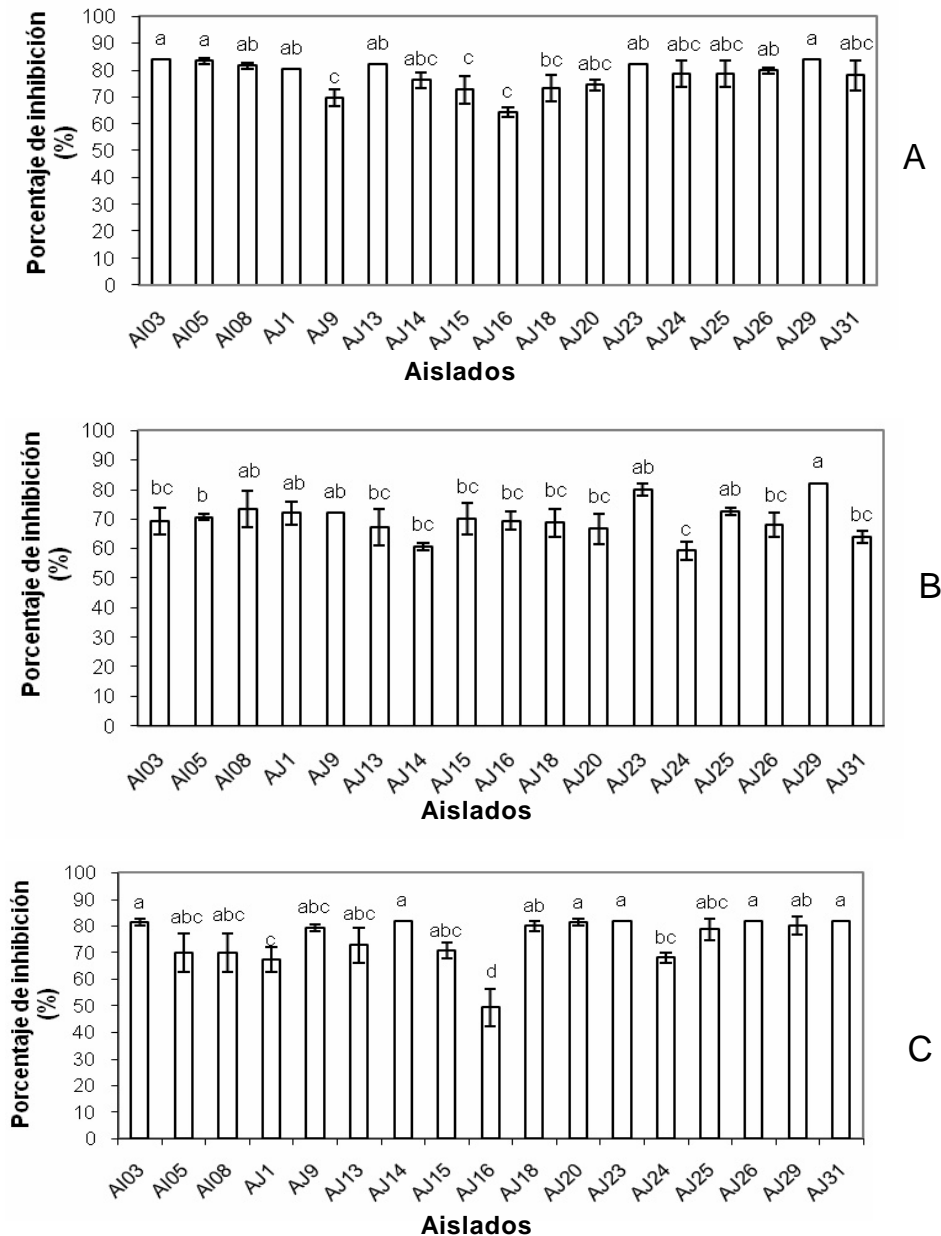 100
90
80
70
60
50
40
30
20
10
0
Porcentaje de inhibición
(%)
a a ab ab c ab abc c c bc abc ab abc abc ab a abc
AI03 AI05 AI08 AJ1 AJ9 AJ13 AJ14 AJ15 AJ16 AJ18 AJ20 AJ23 AJ24 AJ25 AJ26 AJ29 AJ31
Aislados
A
100
90
80
70
60
50
40
30
20
10
0
Porcentaje de inhibición
(%)
bc b ab ab ab bc bc bc bc bc bc ab c ab bc a bc
AI03 AI05 AI08 AJ1 AJ9 AJ13 AJ14 AJ15 AJ16 AJ18 AJ20 AJ23 AJ24 AJ25 AJ26 AJ29 AJ31
Aislados
B
100
90
80
70
60
50
40
30
20
10
0
Porcentaje de inhibición
(%)
a abc abc c abc abc a abc d ab a a bc abc a ab a
AI03 AI05 AI08 AJ1 AJ9 AJ13 AJ14 AJ15 AJ16 AJ18 AJ20 AJ23 AJ24 AJ25 AJ26 AJ29 AJ31
Aislados
C